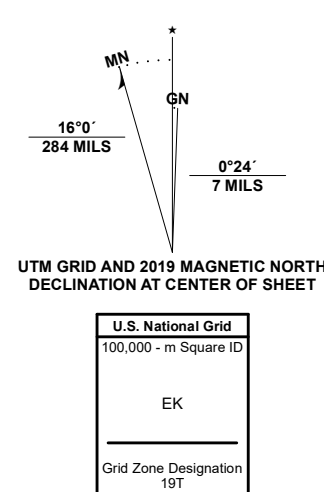 ★
MN
GN
16°0´
284 MILS
0°24´
7 MILS
UTM GRID AND 2019 MAGNETIC NORTH
DECLINATION AT CENTER OF SHEET
U.S. National Grid
100,000 - m Square ID
EK
Grid Zone Designation
19T